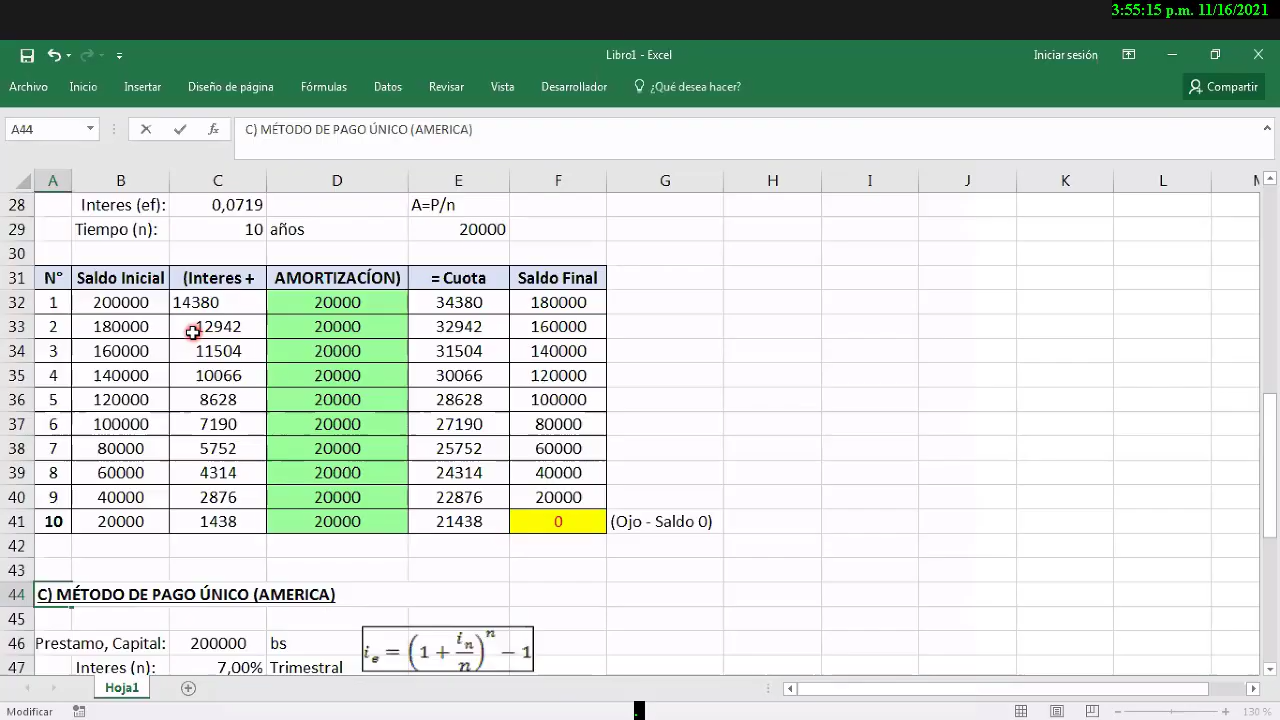 3:55:15 p.m. 11/16/2021
Libro1 - Excel
Iniciar sesión
Archivo Inicio Insertar Diseño de página Fórmulas Datos Revisar Vista Desarrollador ¿Qué desea hacer? Compartir
A44 fx C) MÉTODO DE PAGO ÚNICO (AMERICA)
A B C D E F G H I J K L M
28 Interes (ef): 0,0719 A=P/n
29 Tiempo (n): 10 años 20000
30
31 N° Saldo Inicial (Interes + AMORTIZACÍON) = Cuota Saldo Final
32 1 200000 14380 20000 34380 180000
33 2 180000 12942 20000 32942 160000
34 3 160000 11504 20000 31504 140000
35 4 140000 10066 20000 30066 120000
36 5 120000 8628 20000 28628 100000
37 6 100000 7190 20000 27190 80000
38 7 80000 5752 20000 25752 60000
39 8 60000 4314 20000 24314 40000
40 9 40000 2876 20000 22876 20000
41 10 20000 1438 20000 21438 0 (Ojo - Saldo 0)
42
43
44 C) MÉTODO DE PAGO ÚNICO (AMERICA)
45
46 Prestamo, Capital: 200000 bs i_e = (1 + i_n/n)^n − 1
47 Interes (n): 7,00% Trimestral
Hoja1
Modificar 130 %